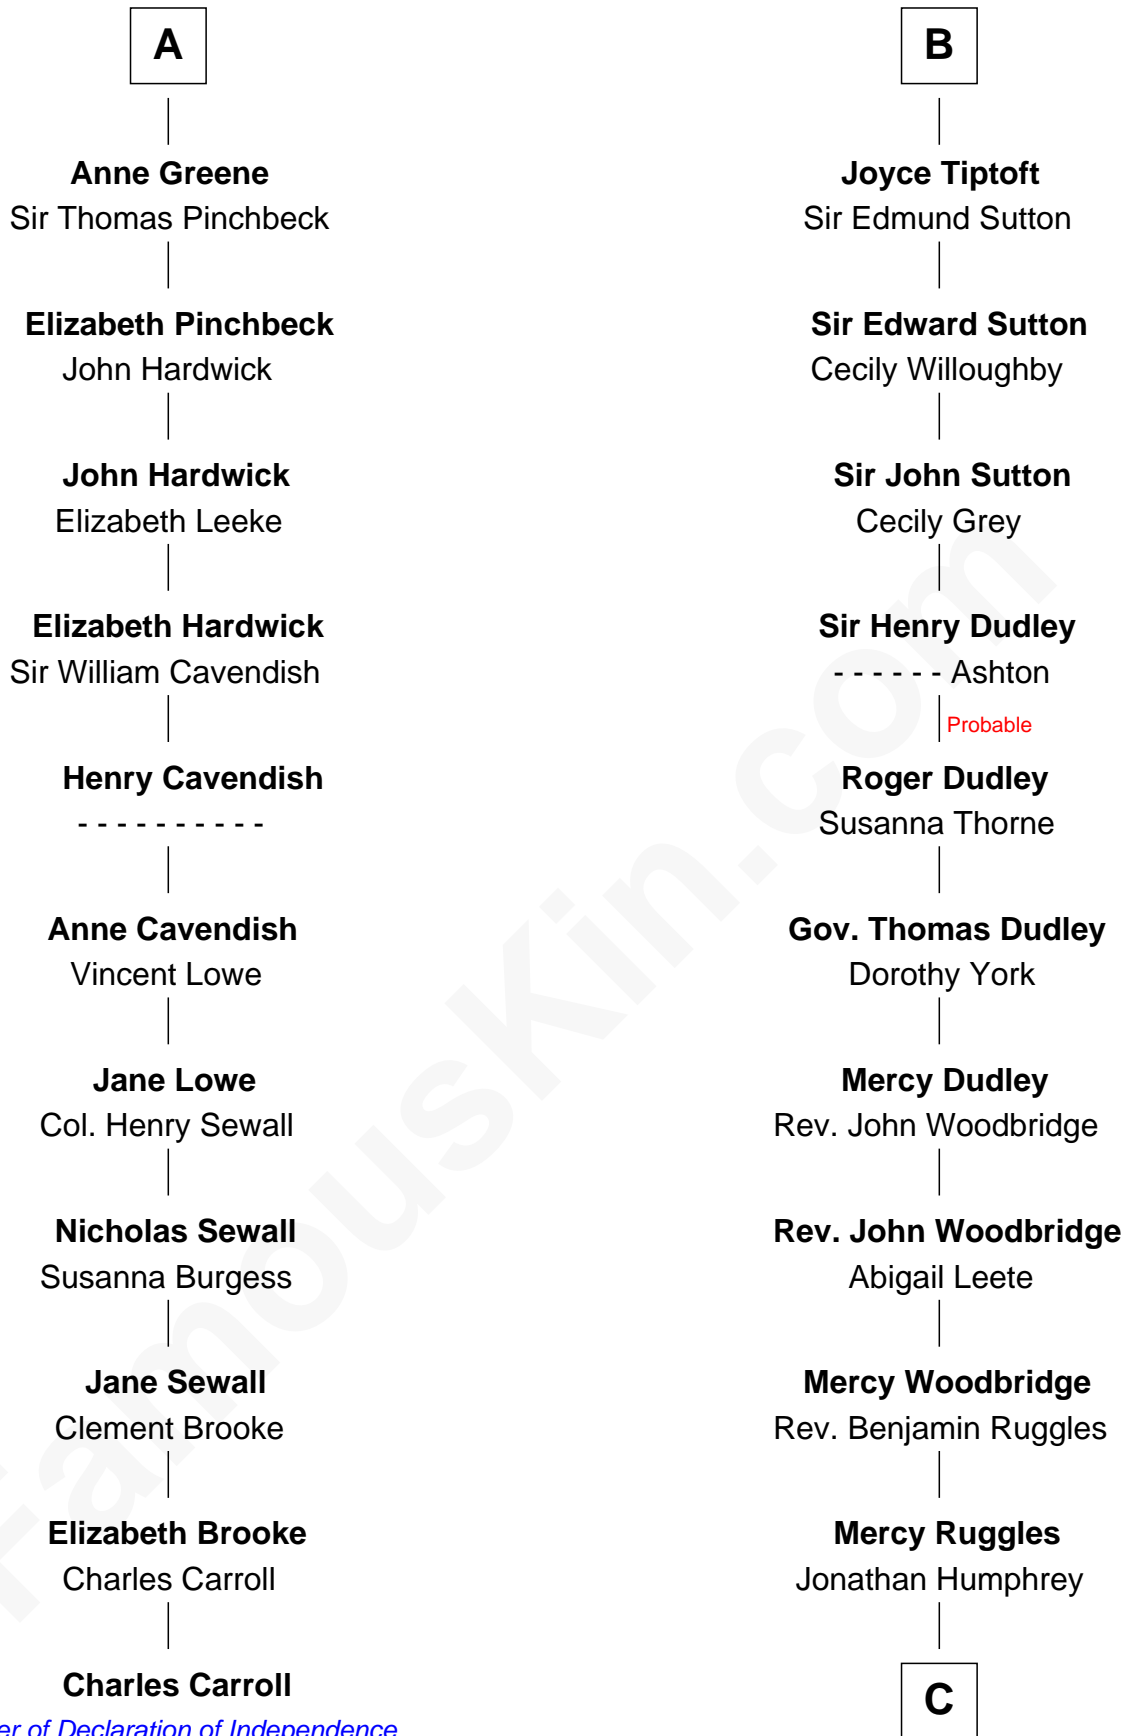 A
Anne Greene
Sir Thomas Pinchbeck
Elizabeth Pinchbeck
John Hardwick
John Hardwick
Elizabeth Leeke
Elizabeth Hardwick
Sir William Cavendish
Henry Cavendish
- - - - - - - - - -
Anne Cavendish
Vincent Lowe
Jane Lowe
Col. Henry Sewall
Nicholas Sewall
Susanna Burgess
Jane Sewall
Clement Brooke
Elizabeth Brooke
Charles Carroll
Charles Carroll
er of Declaration of Independence
B
Joyce Tiptoft
Sir Edmund Sutton
Sir Edward Sutton
Cecily Willoughby
Sir John Sutton
Cecily Grey
Sir Henry Dudley
- - - - - - Ashton
Probable
Roger Dudley
Susanna Thorne
Gov. Thomas Dudley
Dorothy York
Mercy Dudley
Rev. John Woodbridge
Rev. John Woodbridge
Abigail Leete
Mercy Woodbridge
Rev. Benjamin Ruggles
Mercy Ruggles
Jonathan Humphrey
C
FamousKin.com